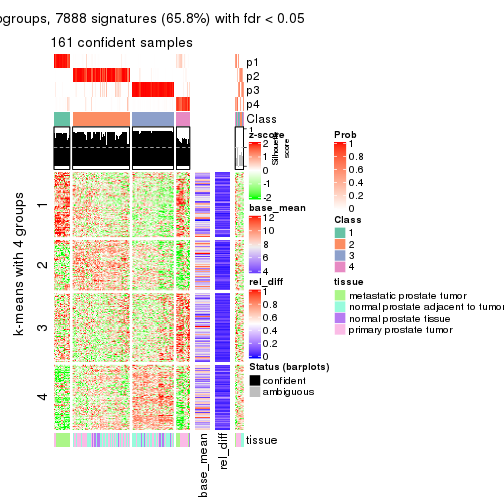 ogroups, 7888 signatures (65.8%) with fdr < 0.05
161 confident samples
p1
p2
p3
p4
Class
1
Silhouette
score
z-score
2
1
0
-1
-2
base_mean
12
10
8
6
4
rel_diff
1
0.8
0.6
0.4
0.2
0
Status (barplots)
confident
ambiguous
Prob
1
0.8
0.6
0.4
0.2
0
Class
1
2
3
4
tissue
metastatic prostate tumor
normal prostate adjacent to tumor
normal prostate tissue
primary prostate tumor
k-means with 4 groups
1
2
3
4
tissue
base_mean
rel_diff